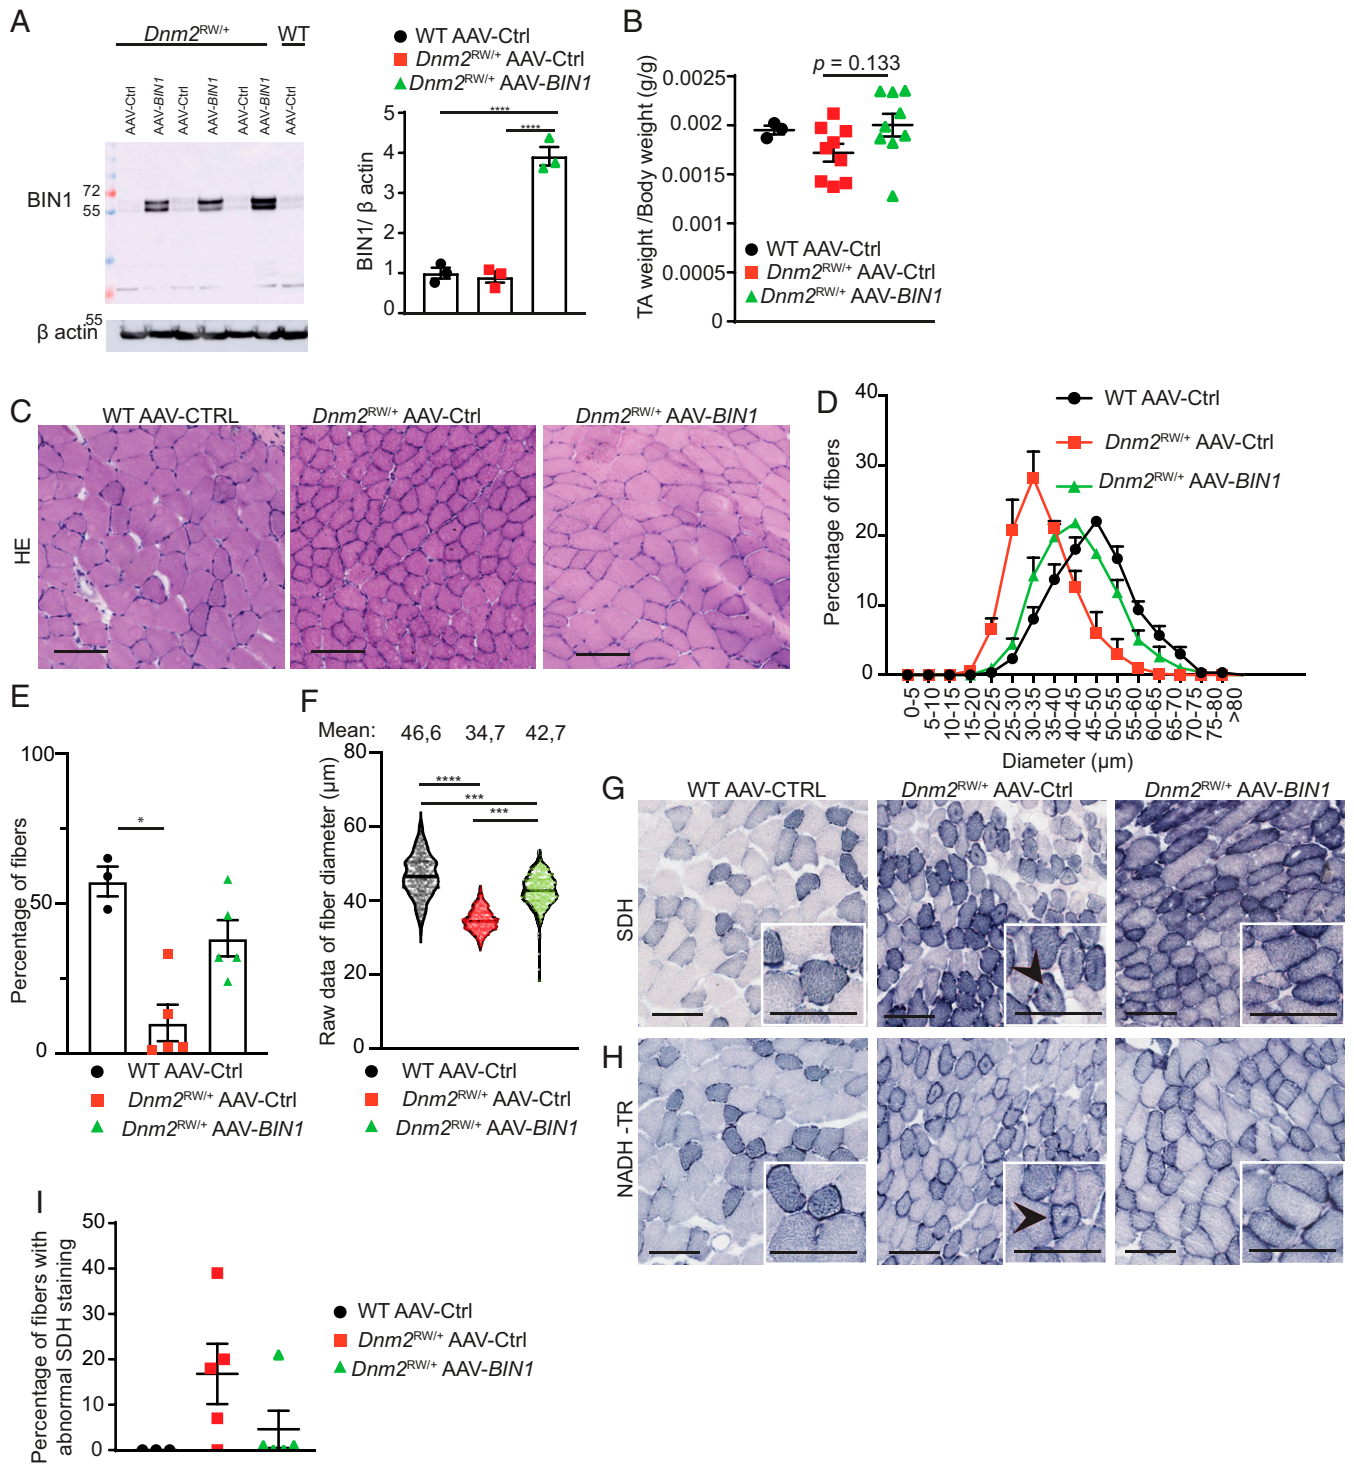 A
Dnm2RW/+ WT
AAV-Ctrl
AAV-BIN1
AAV-Ctrl
AAV-BIN1
AAV-Ctrl
AAV-BIN1
AAV-Ctrl
BIN1
72
55
55
β actin
WT AAV-Ctrl
Dnm2RW/+ AAV-Ctrl
Dnm2RW/+ AAV-BIN1
BIN1/ β actin
5
4
3
2
1
0
****
****
B
TA weight /Body weight (g/g)
0.0025
0.002
0.0015
0.001
0.0005
0
p = 0.133
WT AAV-Ctrl
Dnm2RW/+ AAV-Ctrl
Dnm2RW/+ AAV-BIN1
C
WT AAV-CTRL
Dnm2RW/+ AAV-Ctrl
Dnm2RW/+ AAV-BIN1
HE
D
Percentage of fibers
40
30
20
10
0
WT AAV-Ctrl
Dnm2RW/+ AAV-Ctrl
Dnm2RW/+ AAV-BIN1
0-5
5-10
10-15
15-20
20-25
25-30
30-35
35-40
40-45
45-50
50-55
55-60
60-65
65-70
70-75
75-80
>80
Diameter (µm)
E
Percentage of fibers
100
50
0
*
WT AAV-Ctrl
Dnm2RW/+ AAV-Ctrl
Dnm2RW/+ AAV-BIN1
F
Mean: 46,6 34,7 42,7
Raw data of fiber diameter (µm)
80
60
40
20
0
****
***
***
WT AAV-Ctrl
Dnm2RW/+ AAV-Ctrl
Dnm2RW/+ AAV-BIN1
G
WT AAV-CTRL
Dnm2RW/+ AAV-Ctrl
Dnm2RW/+ AAV-BIN1
SDH
H
NADH -TR
I
Percentage of fibers with
abnormal SDH staining
50
40
30
20
10
0
WT AAV-Ctrl
Dnm2RW/+ AAV-Ctrl
Dnm2RW/+ AAV-BIN1